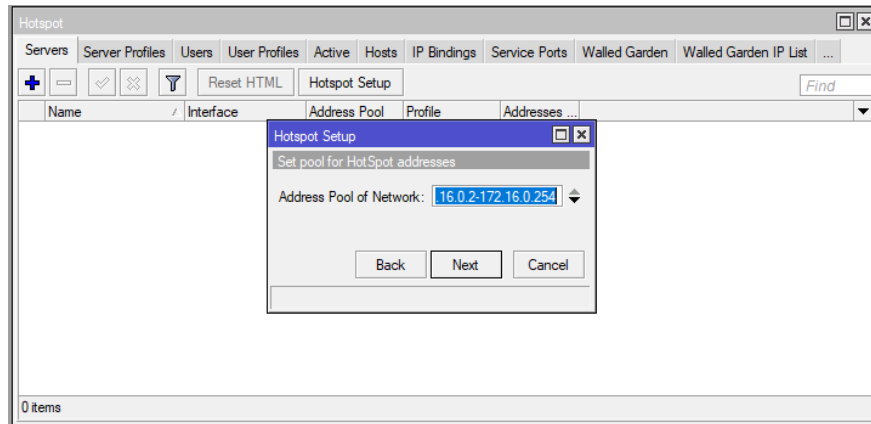 Hotspot
Servers Server Profiles Users User Profiles Active Hosts IP Bindings Service Ports Walled Garden Walled Garden IP List ...
Reset HTML Hotspot Setup Find
Name Interface Address Pool Profile Addresses ...
Hotspot Setup
Set pool for HotSpot addresses
Address Pool of Network: .16.0.2-172.16.0.254
Back Next Cancel
0 items